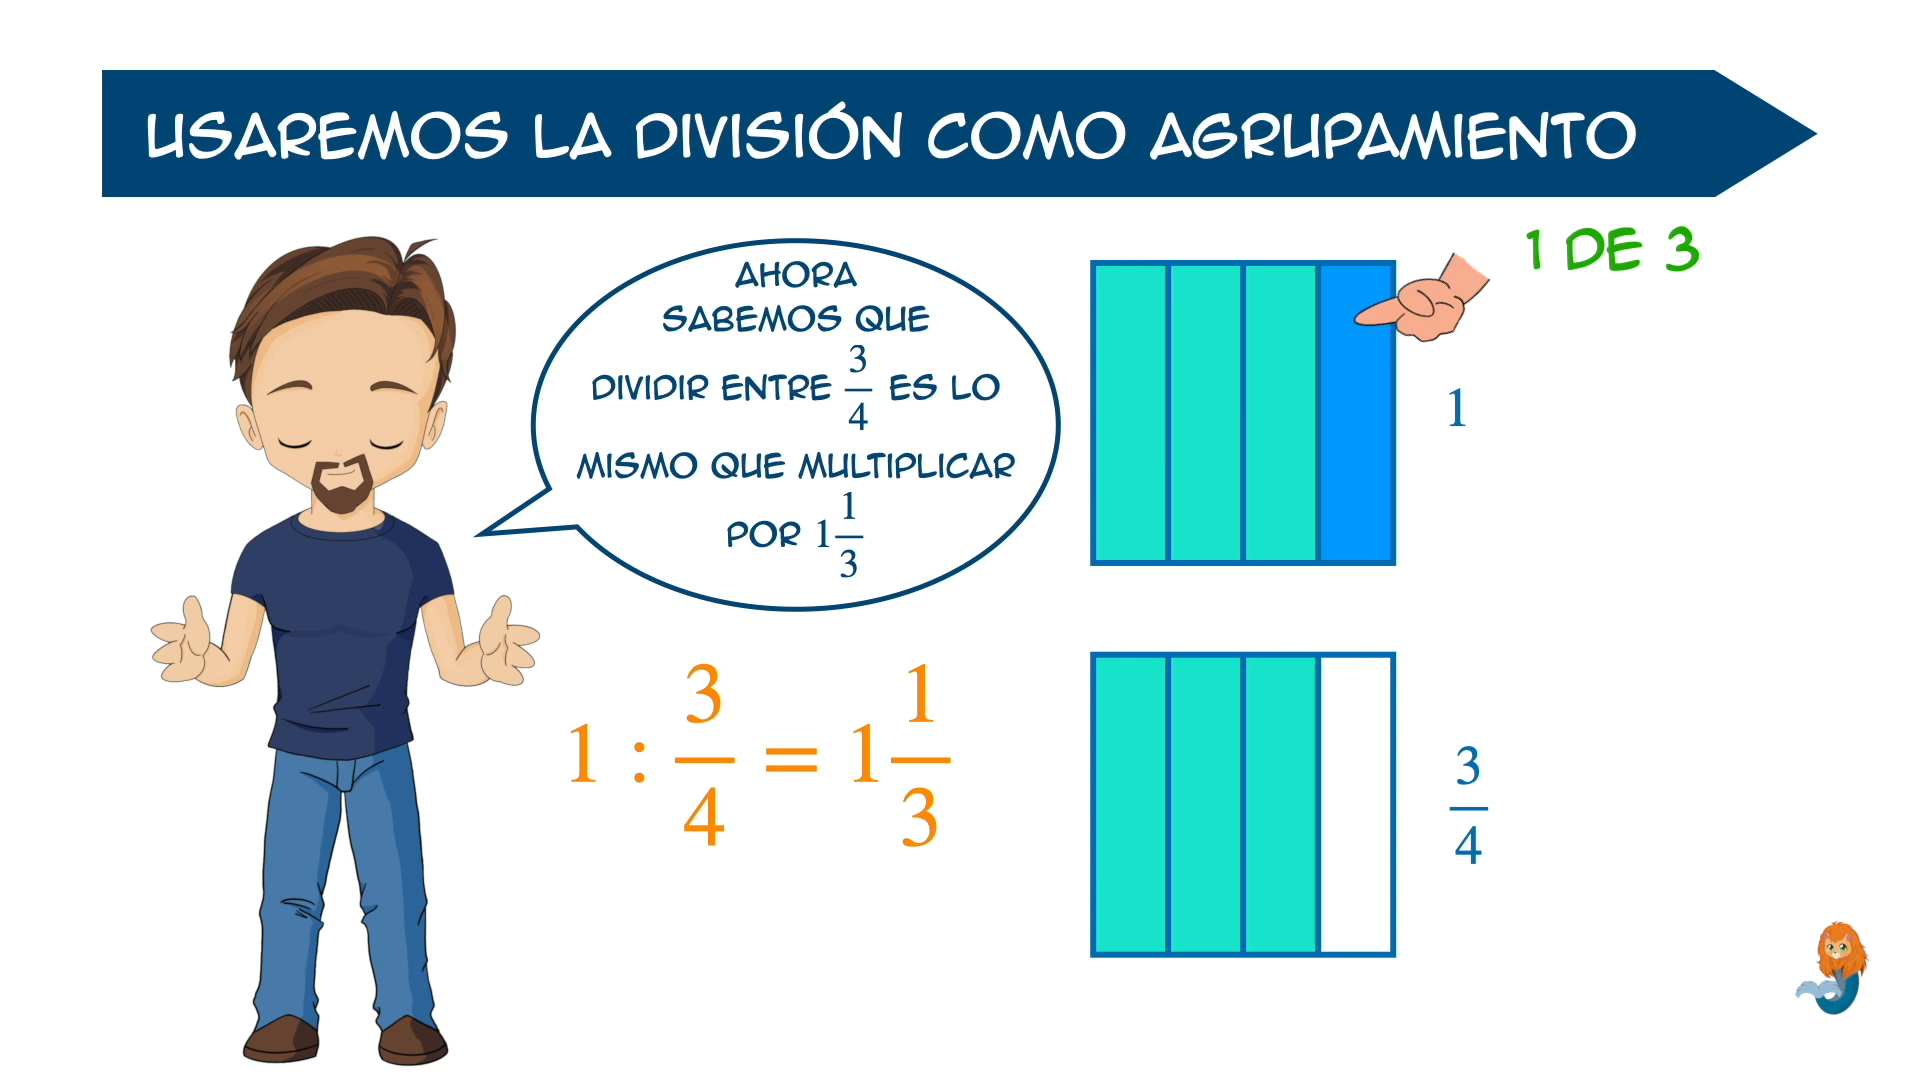 USAREMOS LA DIVISIÓN COMO AGRUPAMIENTO
1 DE 3
AHORA
SABEMOS QUE
DIVIDIR ENTRE 3/4 ES LO
MISMO QUE MULTIPLICAR
POR 1 1/3
1
1 : 3/4 = 1 1/3
3/4